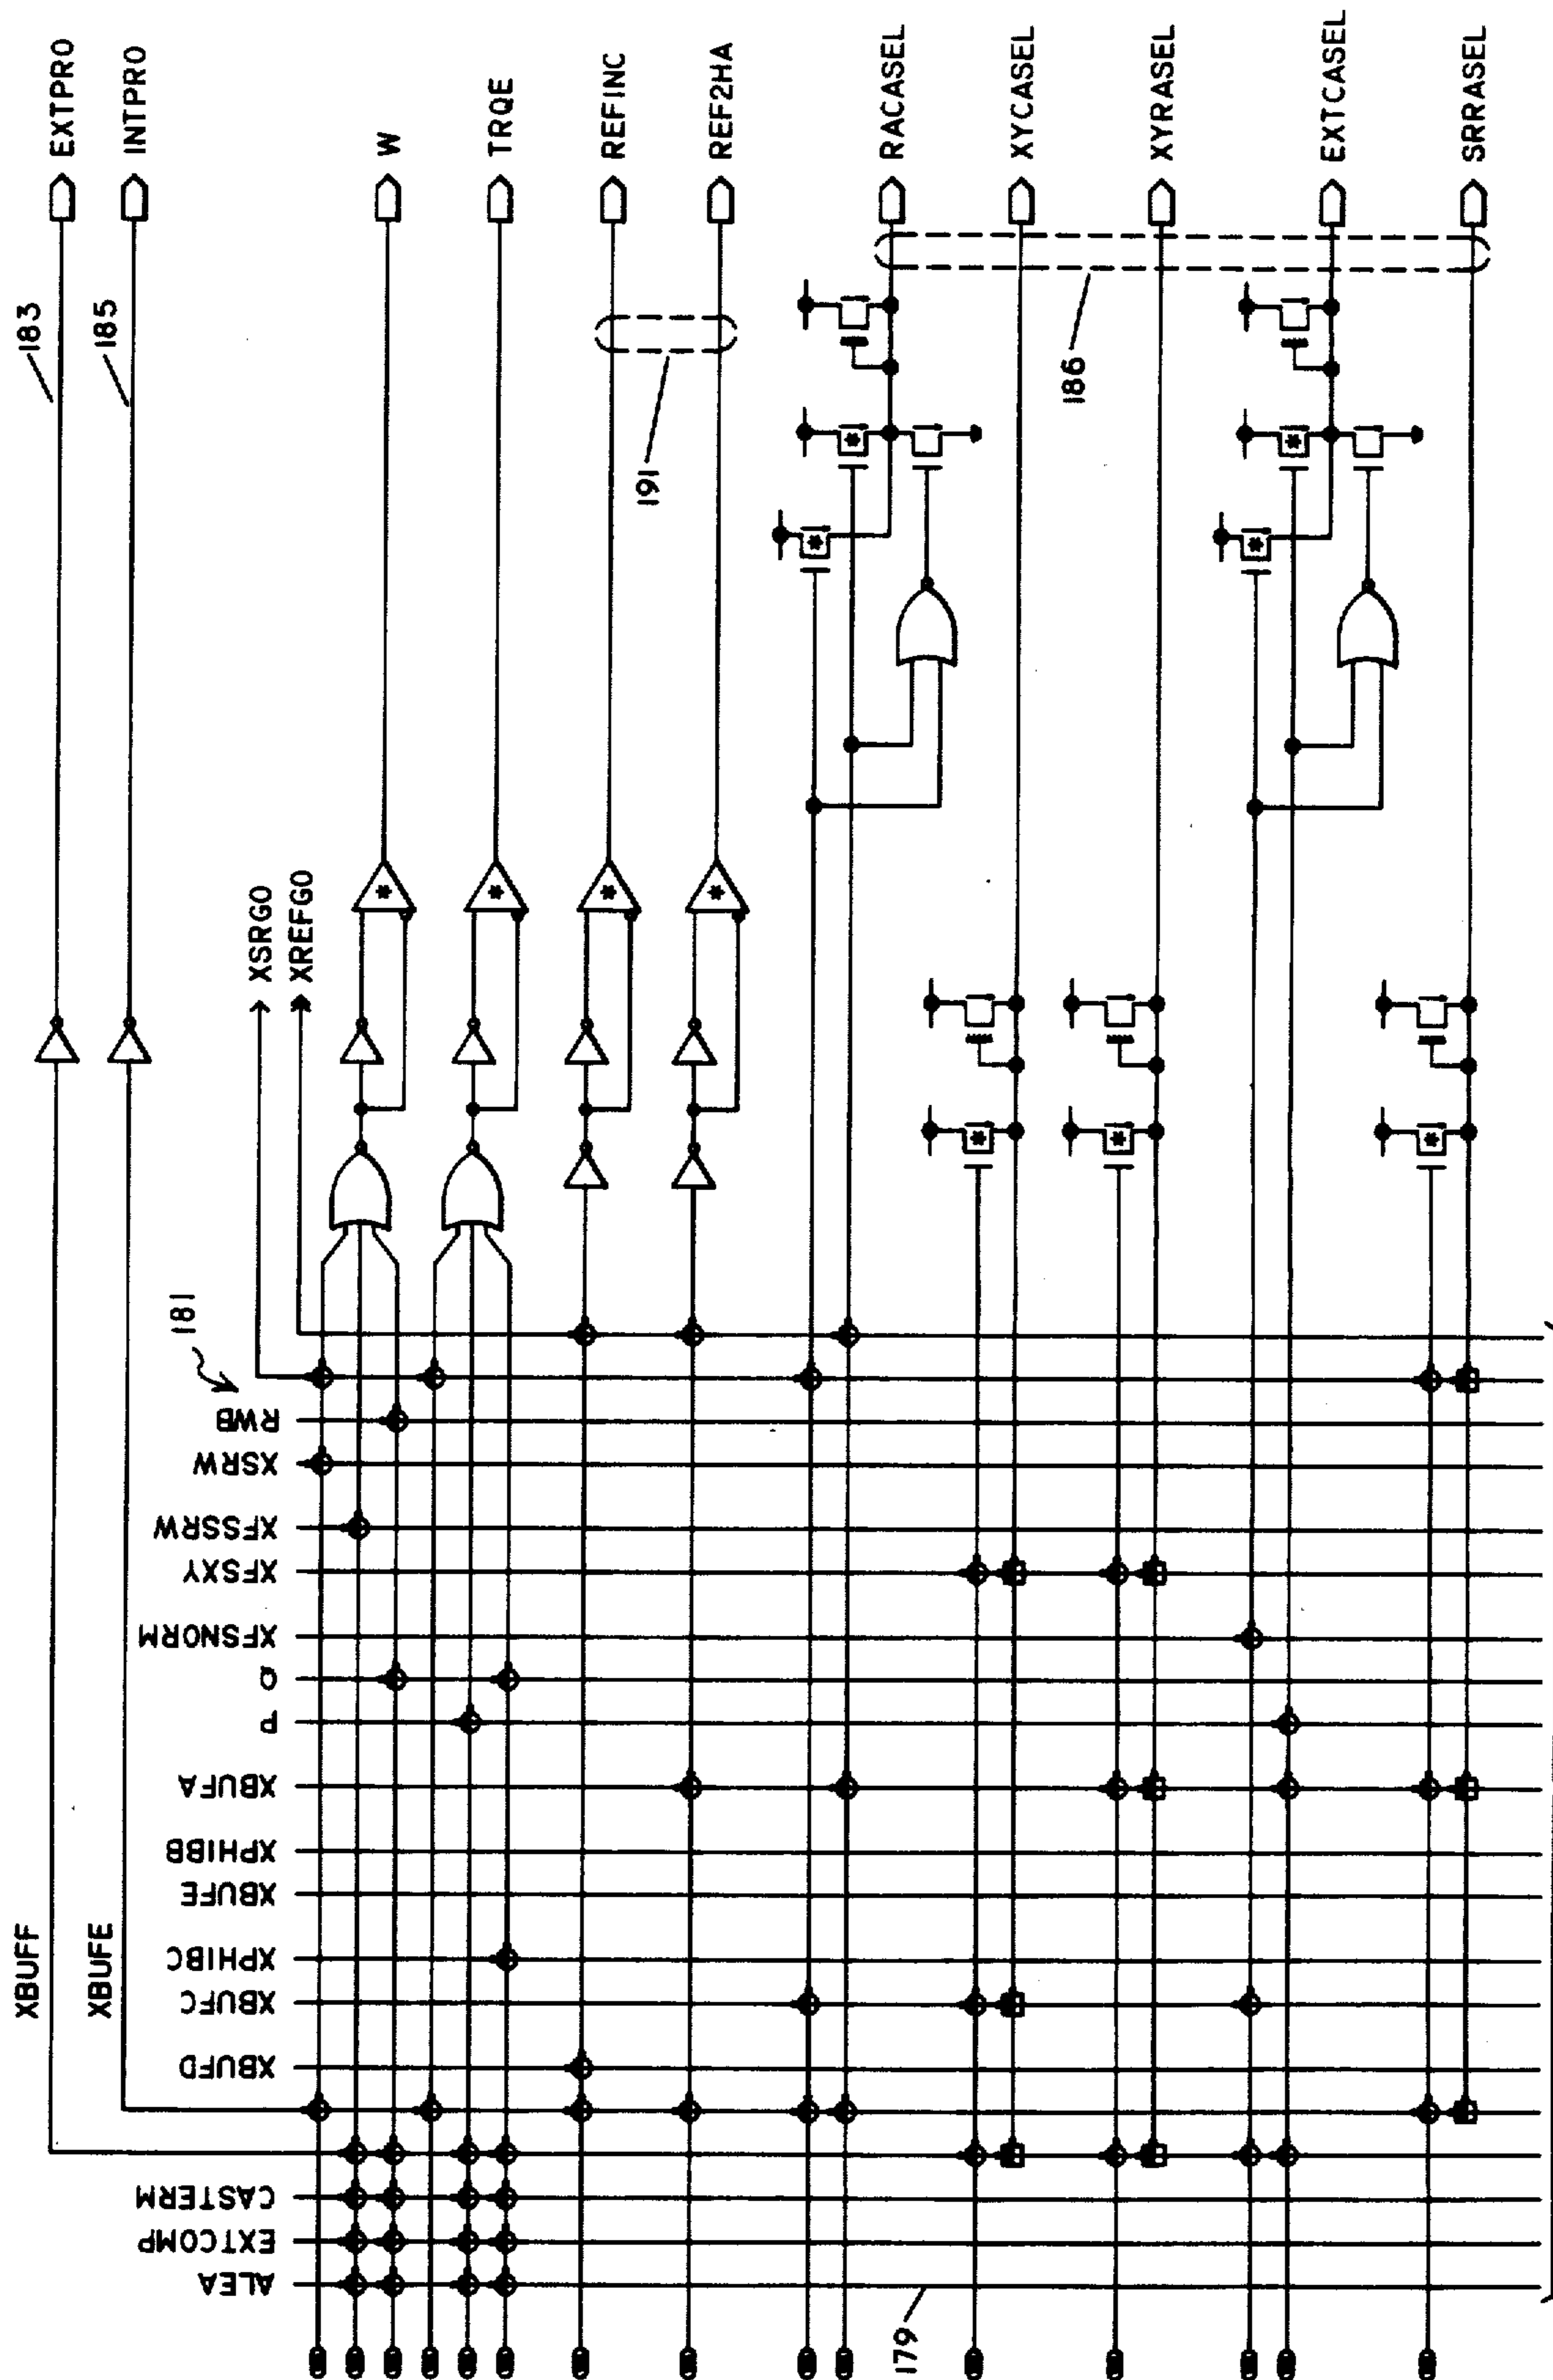 183
EXTPRO
185
INTPRO
XSRGO
XREFGO
W
TRQE
REFINC
REF2HA
191
RACASEL
XYCASEL
XYRASEL
EXTCASEL
SRRASEL
186
181
RWB
XSRW
XFSSRW
XFSXY
XFSNORM
Q
P
XBUFA
XPHIBB
XBUFE
XPHIBC
XBUFC
XBUFD
XBUFF
XBUFE
CASTERM
EXTCOMP
ALEA
179